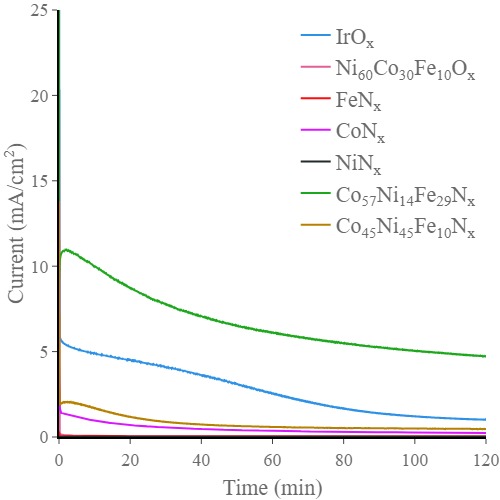 25
20
15
10
5
0
Current (mA/cm²)
IrOₓ
Ni₆₀Co₃₀Fe₁₀Oₓ
FeNₓ
CoNₓ
NiNₓ
Co₅₇Ni₁₄Fe₂₉Nₓ
Co₄₅Ni₄₅Fe₁₀Nₓ
0 20 40 60 80 100 120
Time (min)